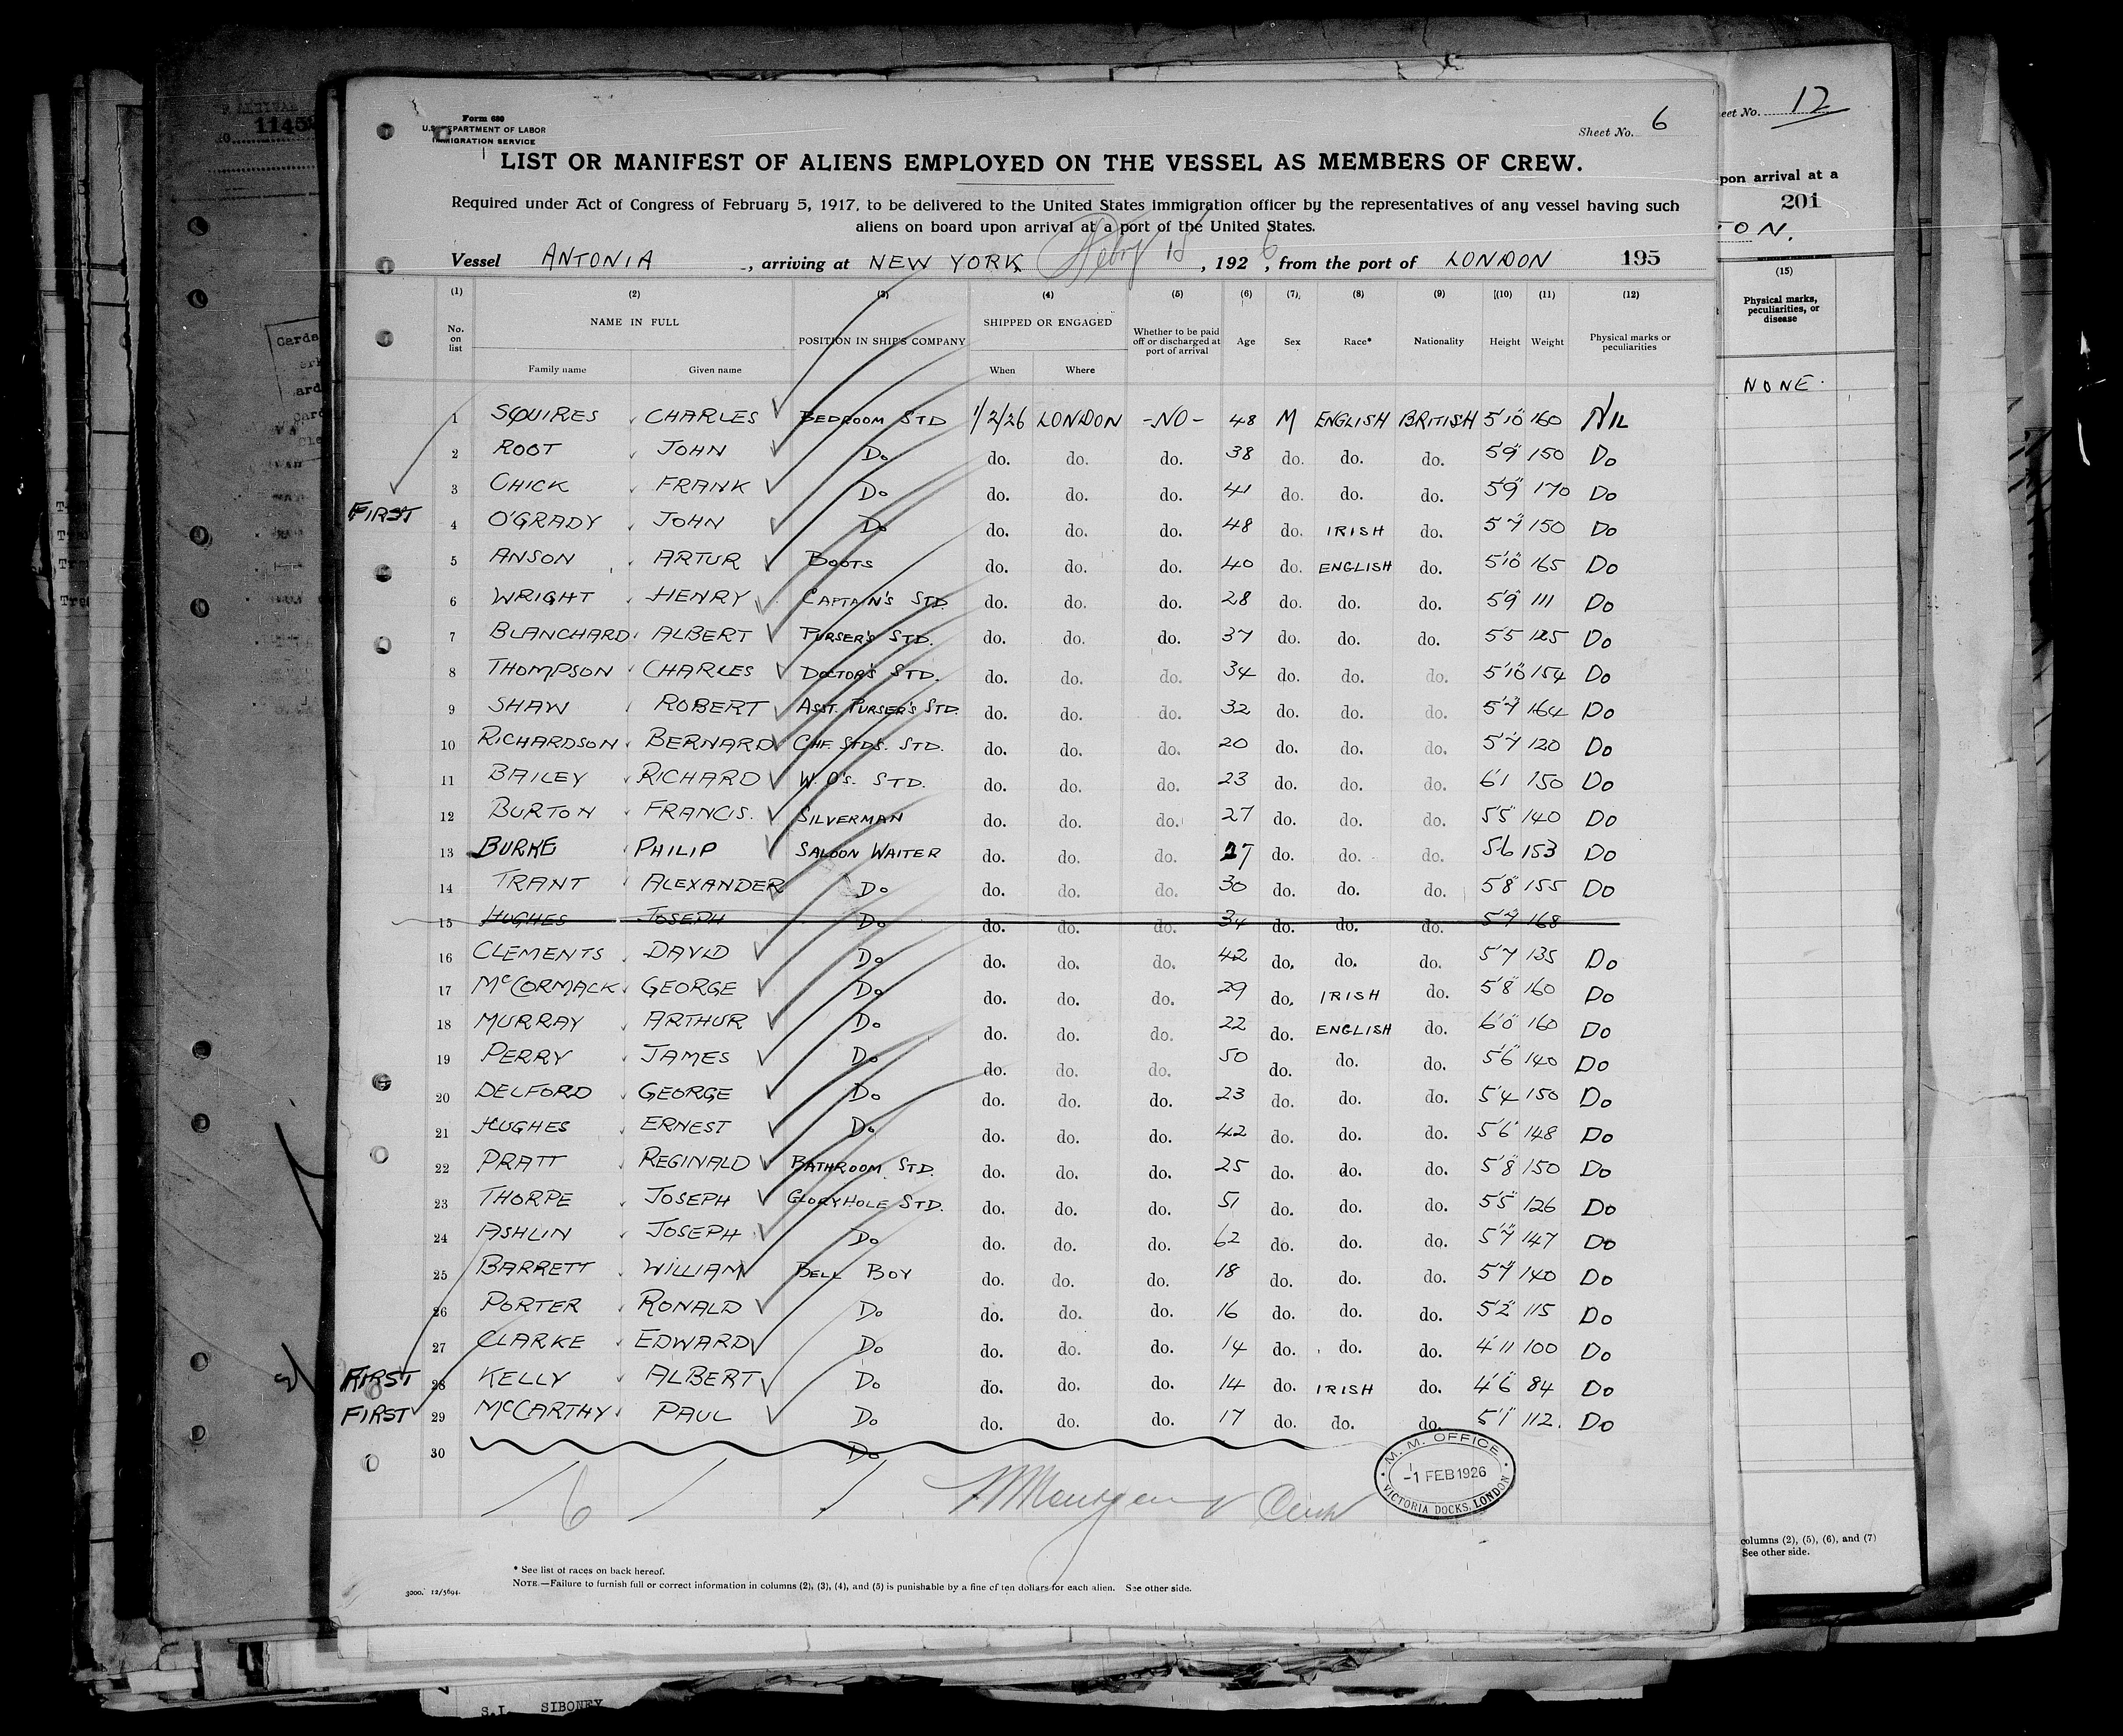 Form 680
U.S. DEPARTMENT OF LABOR
IMMIGRATION SERVICE
Sheet No. 6
LIST OR MANIFEST OF ALIENS EMPLOYED ON THE VESSEL AS MEMBERS OF CREW.
Required under Act of Congress of February 5, 1917, to be delivered to the United States immigration officer by the representatives of any vessel having such
aliens on board upon arrival at a port of the United States.
Vessel ANTONIA, arriving at NEW YORK Feby 15, 1926, from the port of LONDON 195
(1) (2) (3) (4) (5) (6) (7) (8) (9) (10) (11) (12)
No. on list NAME IN FULL POSITION IN SHIP'S COMPANY SHIPPED OR ENGAGED Whether to be paid off or discharged at port of arrival Age Sex Race* Nationality Height Weight Physical marks or peculiarities
Family name Given name When Where
1 SQUIRES CHARLES BEDROOM STD 1/2/26 LONDON -NO- 48 M ENGLISH BRITISH 5'10" 160 NIL
2 ROOT JOHN Do do. do. do. 38 do. do. do. 5'9" 150 Do
3 CHICK FRANK Do do. do. do. 41 do. do. do. 5'9" 170 Do
FIRST
4 O'GRADY JOHN Do do. do. do. 48 do. IRISH do. 5'7" 150 Do
5 ANSON ARTUR BOOTS do. do. do. 40 do. ENGLISH do. 5'10" 165 Do
6 WRIGHT HENRY CAPTAIN'S STD. do. do. do. 28 do. do. do. 5'9" 111 Do
7 BLANCHARD ALBERT PURSER'S STD. do. do. do. 37 do. do. do. 5'5 125 Do
8 THOMPSON CHARLES DOCTOR'S STD. do. do. do. 34 do. do. do. 5'10" 154 Do
9 SHAW ROBERT ASST. PURSER'S STD. do. do. do. 32 do. do. do. 5'7" 164 Do
10 RICHARDSON BERNARD CHF. STDS. STD. do. do. do. 20 do. do. do. 5'7" 120 Do
11 BAILEY RICHARD W.O's. STD. do. do. do. 23 do. do. do. 6'1 150 Do
12 BURTON FRANCIS. SILVERMAN do. do. do. 27 do. do. do. 5'5" 140 Do
13 BURKE PHILIP SALOON WAITER do. do. do. 27 do. do. do. 5'6 153 Do
14 TRANT ALEXANDER Do do. do. do. 30 do. do. do. 5'8" 155 Do
15 HUGHES JOSEPH Do do. do. do. 34 do. do. do. 5'7" 168
16 CLEMENTS DAVID Do do. do. do. 42 do. do. do. 5'7 135 Do
17 McCORMACK GEORGE Do do. do. do. 29 do. IRISH do. 5'8" 160 Do
18 MURRAY ARTHUR Do do. do. do. 22 do. ENGLISH do. 6'0" 160 Do
19 PERRY JAMES Do do. do. do. 50 do. do. do. 5'6" 140 Do
20 DELFORD GEORGE Do do. do. do. 23 do. do. do. 5'4" 150 Do
21 HUGHES ERNEST Do do. do. do. 42 do. do. do. 5'6" 148 Do
22 PRATT REGINALD BATHROOM STD. do. do. do. 25 do. do. do. 5'8" 150 Do
23 THORPE JOSEPH GLORYHOLE STD. do. do. do. 51 do. do. do. 5'5" 126 Do
24 ASHLIN JOSEPH Do do. do. do. 62 do. do. do. 5'7" 147 Do
25 BARRETT WILLIAM BELL BOY do. do. do. 18 do. do. do. 5'7" 140 Do
26 PORTER RONALD Do do. do. do. 16 do. do. do. 5'2" 115 Do
27 CLARKE EDWARD Do do. do. do. 14 do. do. do. 4'11 100 Do
FIRST 28 KELLY ALBERT Do do. do. do. 14 do. IRISH do. 4'6" 84 Do
FIRST 29 McCARTHY PAUL Do do. do. do. 17 do. do. do. 5'1" 112. Do
30 Do
M. M. OFFICE
-1 FEB 1926
VICTORIA DOCKS, LONDON
* See list of races on back hereof.
NOTE.—Failure to furnish full or correct information in columns (2), (3), (4), and (5) is punishable by a fine of ten dollars for each alien. See other side.
3000. 12/5694.
eet No. 12
pon arrival at a
201
TON.
(15)
Physical marks, peculiarities, or disease
NONE.
columns (2), (5), (6), and (7)
See other side.
S.I. SIBONEY